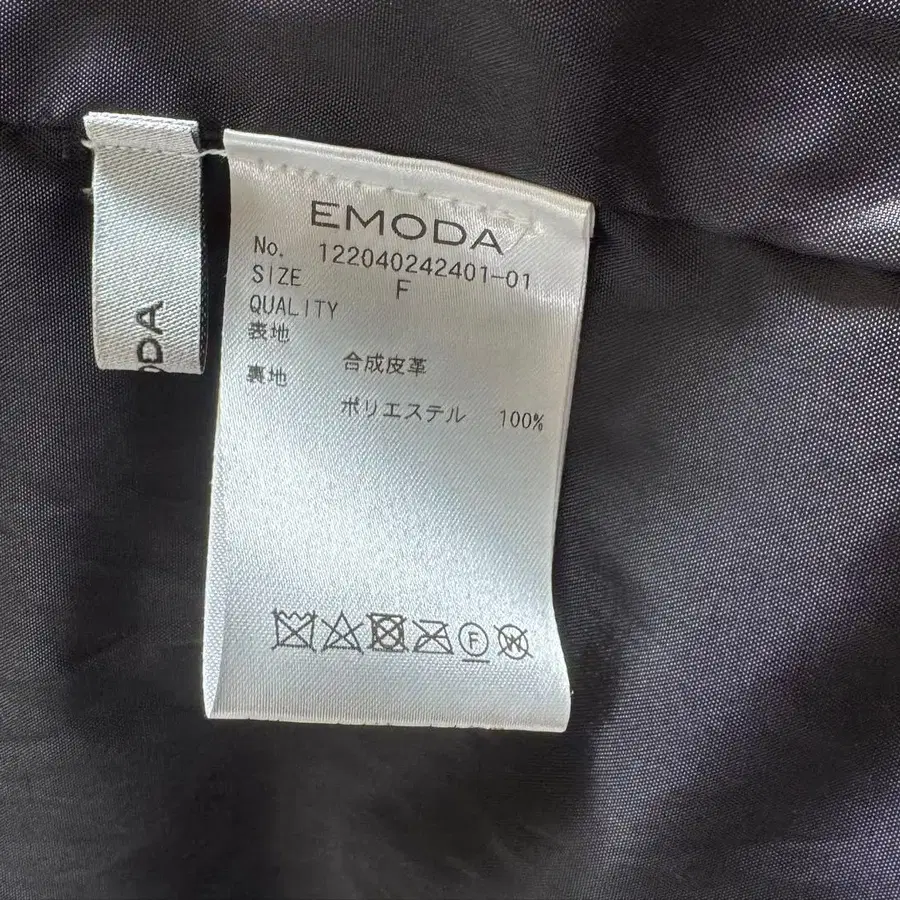 EMODA
No. 122040242401-01
SIZE F
QUALITY
表地
合成皮革
裏地
ポリエステル 100%
F
W
ODA